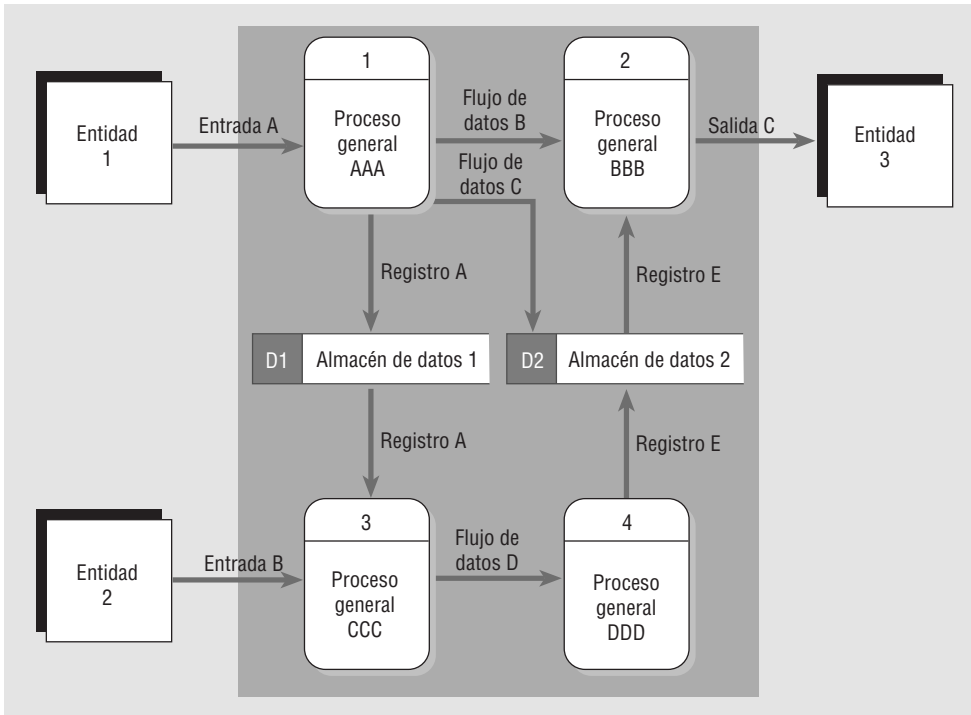 1
Proceso
general
AAA
2
Proceso
general
BBB
Entidad
1
Entrada A
Flujo de
datos B
Flujo de
datos C
Salida C
Entidad
3
Registro A
Registro E
D1
Almacén de datos 1
D2
Almacén de datos 2
Registro A
Registro E
3
Proceso
general
CCC
4
Proceso
general
DDD
Entidad
2
Entrada B
Flujo de
datos D